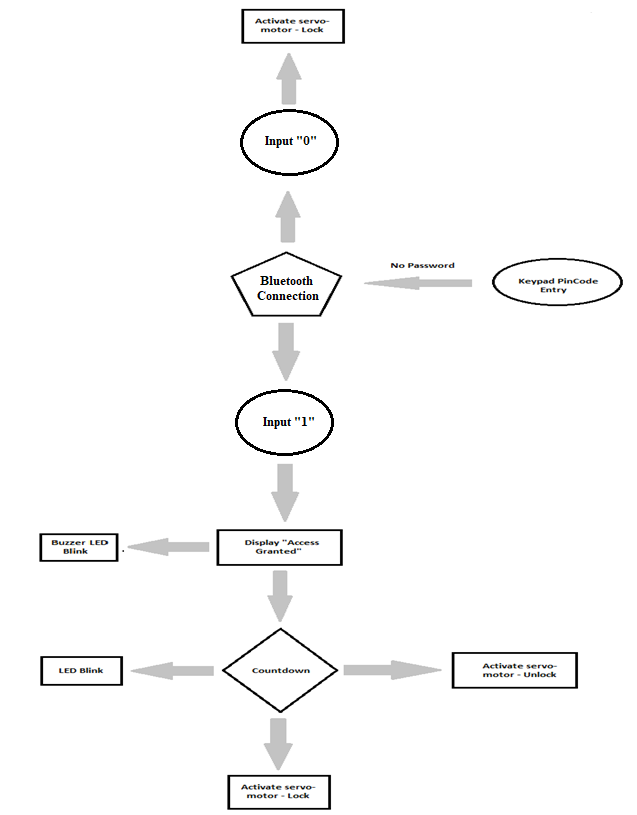 Activate servo-
motor - Lock
Input "0"
No Password
Bluetooth
Connection
Keypad PinCode
Entry
Input "1"
Buzzer LED
Blink
Display "Access
Granted"
LED Blink
Countdown
Activate servo-
motor - Unlock
Activate servo-
motor - Lock